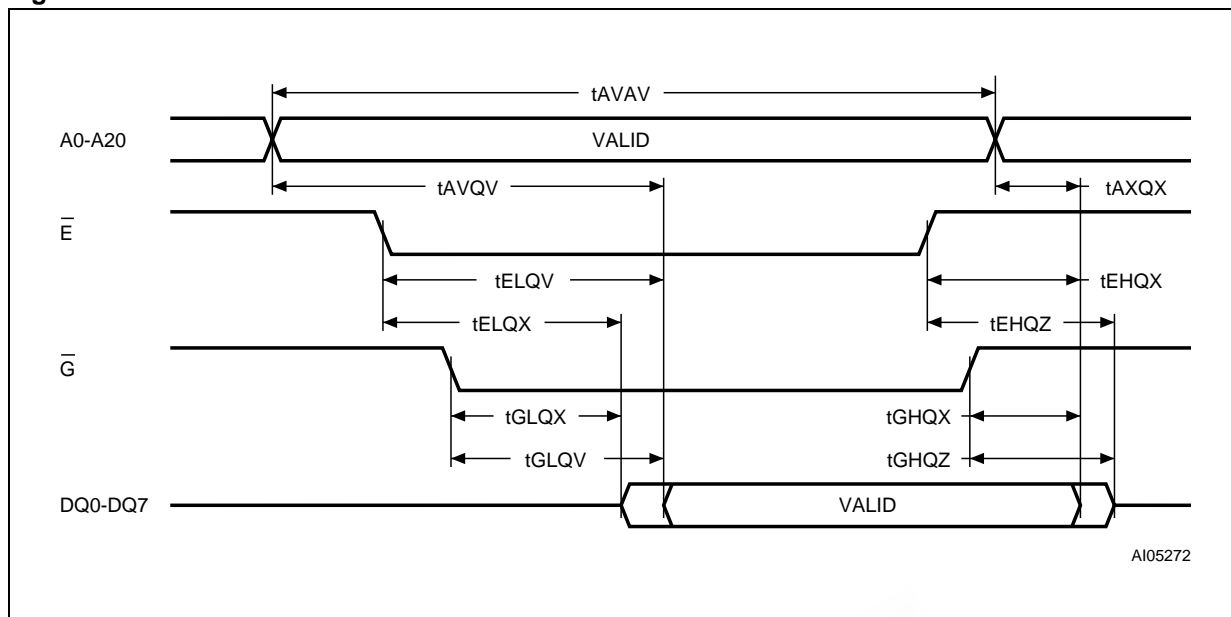 tAVAV
A0-A20
VALID
tAVQV
tAXQX
E
tELQV
tEHQX
tELQX
tEHQZ
G
tGLQX
tGHQX
tGLQV
tGHQZ
DQ0-DQ7
VALID
AI05272